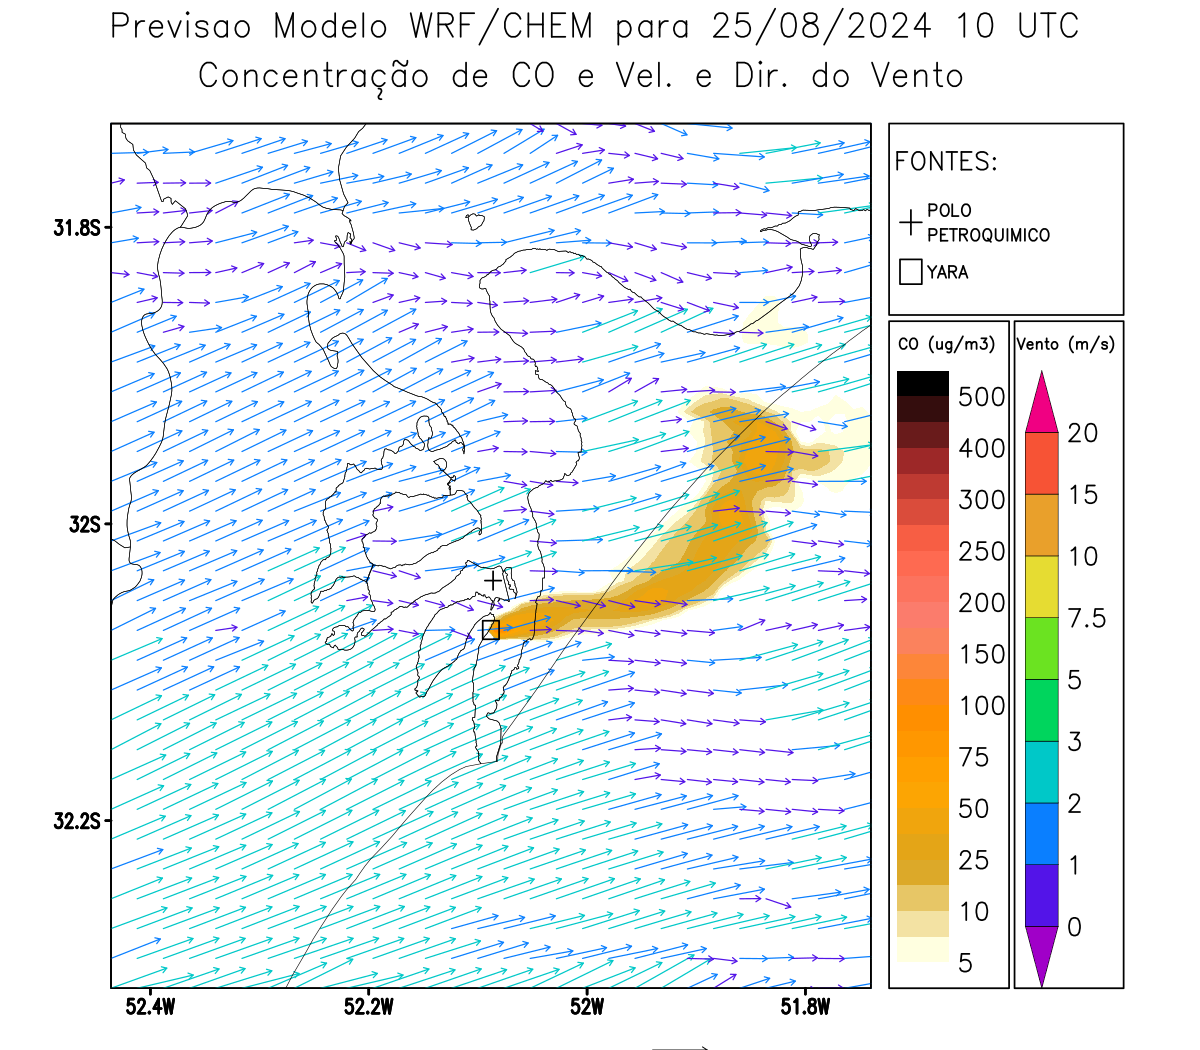 Previsao Modelo WRF/CHEM para 25/08/2024 10 UTC
Concentração de CO e Vel. e Dir. do Vento
FONTES:
POLO
PETROQUIMICO
YARA
31.8S
32S
32.2S
52.4W
52.2W
52W
51.8W
CO (ug/m3)
500
400
300
250
200
150
100
75
50
25
10
5
Vento (m/s)
20
15
10
7.5
5
3
2
1
0